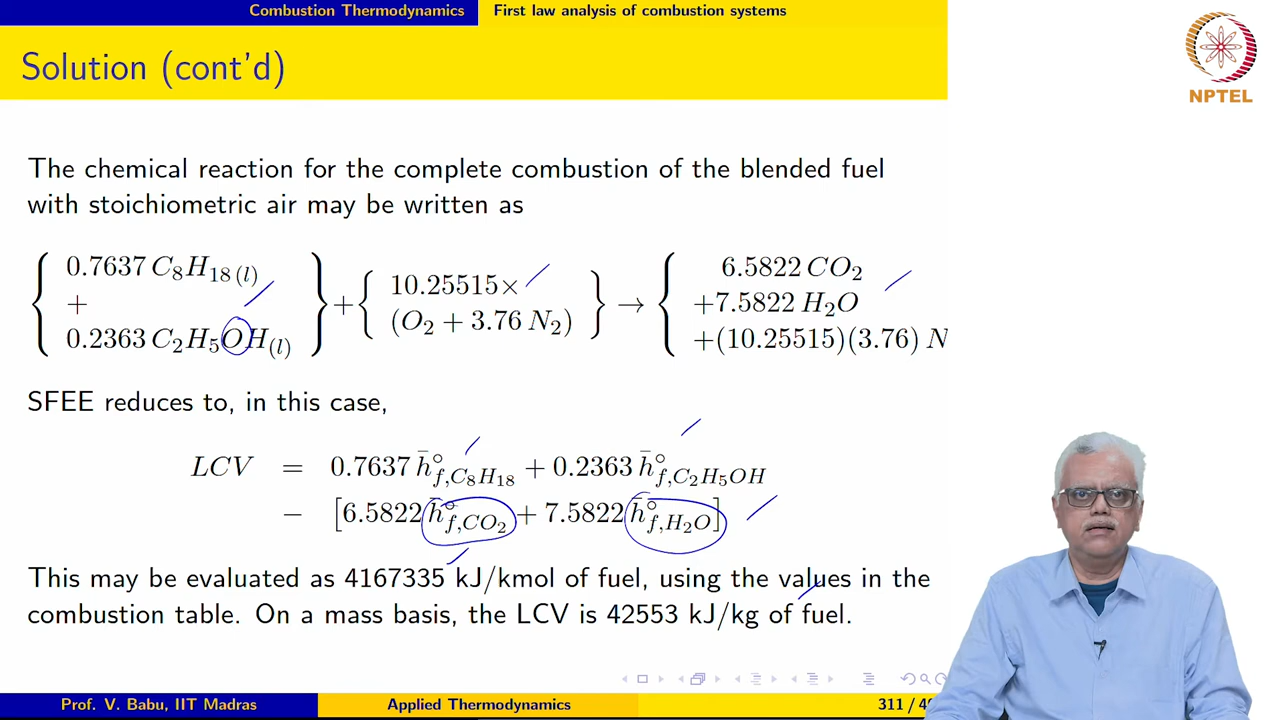 Combustion Thermodynamics First law analysis of combustion systems
Solution (cont'd)
NPTEL
The chemical reaction for the complete combustion of the blended fuel
with stoichiometric air may be written as
{ 0.7637 C₈H₁₈ (l) + 0.2363 C₂H₅OH(l) } + { 10.25515× (O₂ + 3.76 N₂) } → { 6.5822 CO₂ +7.5822 H₂O +(10.25515)(3.76) N
SFEE reduces to, in this case,
LCV = 0.7637 h̄°f,C₈H₁₈ + 0.2363 h̄°f,C₂H₅OH
− [6.5822 h̄°f,CO₂ + 7.5822 h̄°f,H₂O]
This may be evaluated as 4167335 kJ/kmol of fuel, using the values in the
combustion table. On a mass basis, the LCV is 42553 kJ/kg of fuel.
Prof. V. Babu, IIT Madras Applied Thermodynamics 311 / 4